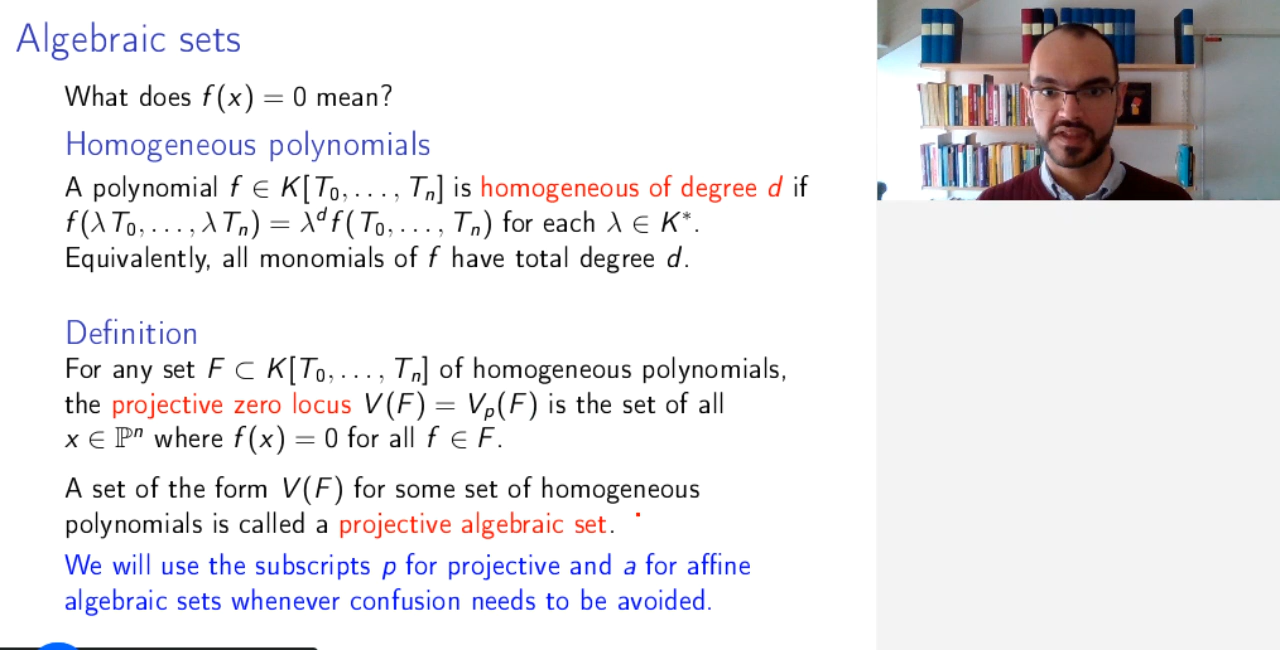 Algebraic sets
What does f(x) = 0 mean?
Homogeneous polynomials
A polynomial f ∈ K[T₀, . . . , Tₙ] is homogeneous of degree d if
f(λT₀, . . . , λTₙ) = λᵈf(T₀, . . . , Tₙ) for each λ ∈ K*.
Equivalently, all monomials of f have total degree d.
Definition
For any set F ⊂ K[T₀, . . . , Tₙ] of homogeneous polynomials,
the projective zero locus V(F) = Vₚ(F) is the set of all
x ∈ ℙⁿ where f(x) = 0 for all f ∈ F.
A set of the form V(F) for some set of homogeneous
polynomials is called a projective algebraic set.
We will use the subscripts p for projective and a for affine
algebraic sets whenever confusion needs to be avoided.